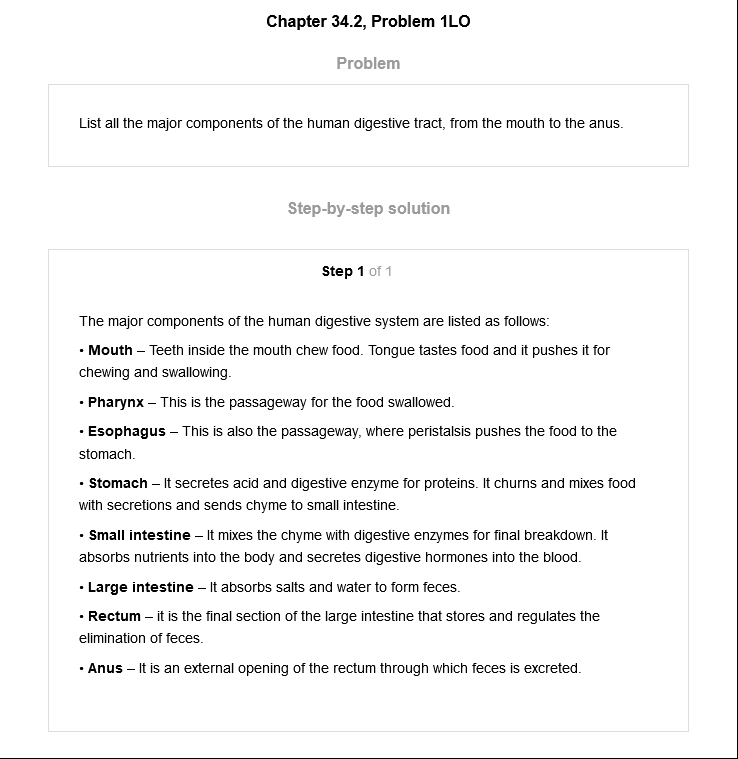 Chapter 34.2, Problem 1LO
Problem
List all the major components of the human digestive tract, from the mouth to the anus.
Step-by-step solution
Step 1 of 1
The major components of the human digestive system are listed as follows:
• Mouth – Teeth inside the mouth chew food. Tongue tastes food and it pushes it for
chewing and swallowing.
• Pharynx – This is the passageway for the food swallowed.
• Esophagus – This is also the passageway, where peristalsis pushes the food to the
stomach.
• Stomach – It secretes acid and digestive enzyme for proteins. It churns and mixes food
with secretions and sends chyme to small intestine.
• Small intestine – It mixes the chyme with digestive enzymes for final breakdown. It
absorbs nutrients into the body and secretes digestive hormones into the blood.
• Large intestine – It absorbs salts and water to form feces.
• Rectum – it is the final section of the large intestine that stores and regulates the
elimination of feces.
• Anus – It is an external opening of the rectum through which feces is excreted.